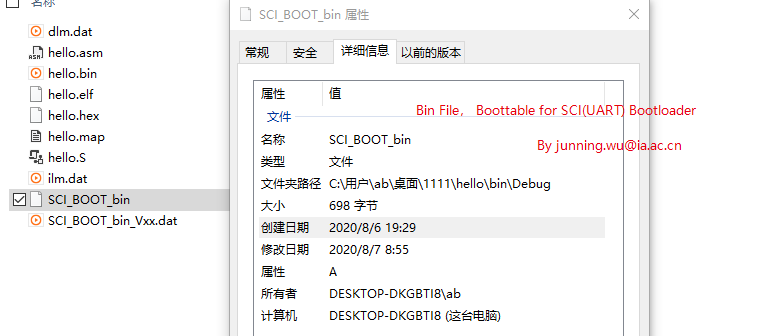 名称
dlm.dat
hello.asm
hello.bin
hello.elf
hello.hex
hello.map
hello.S
ilm.dat
SCI_BOOT_bin
SCI_BOOT_bin_Vxx.dat
SCI_BOOT_bin 属性
常规 安全 详细信息 以前的版本
属性 值
文件
Bin File, Boottable for SCI(UART) Bootloader
名称 SCI_BOOT_bin
By junning.wu@ia.ac.cn
类型 文件
文件夹路径 C:\用户\ab\桌面\1111\hello\bin\Debug
大小 698 字节
创建日期 2020/8/6 19:29
修改日期 2020/8/7 8:55
属性 A
所有者 DESKTOP-DKGBTI8\ab
计算机 DESKTOP-DKGBTI8 (这台电脑)